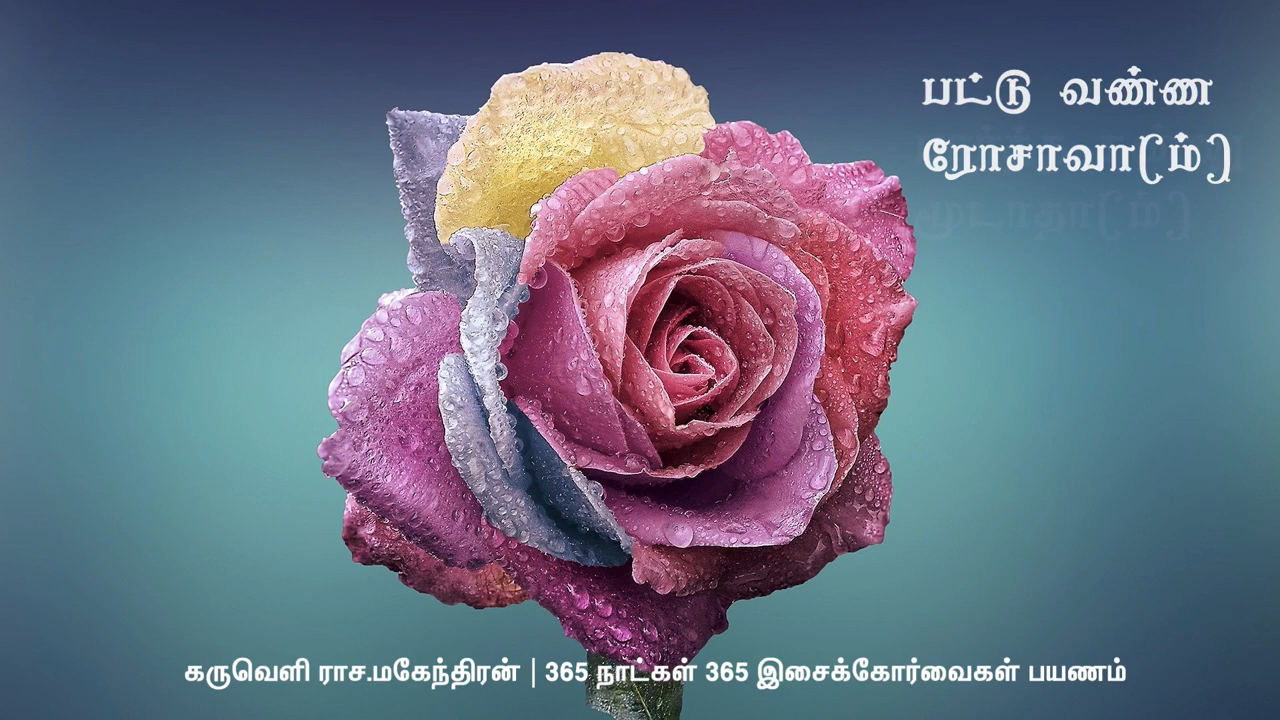 பட்டு வண்ண
ரோசாவா(ம்)
மூடாதா(ம்)
கருவெளி ராச.மகேந்திரன் | 365 நாட்கள் 365 இசைக்கோர்வைகள் பயணம்